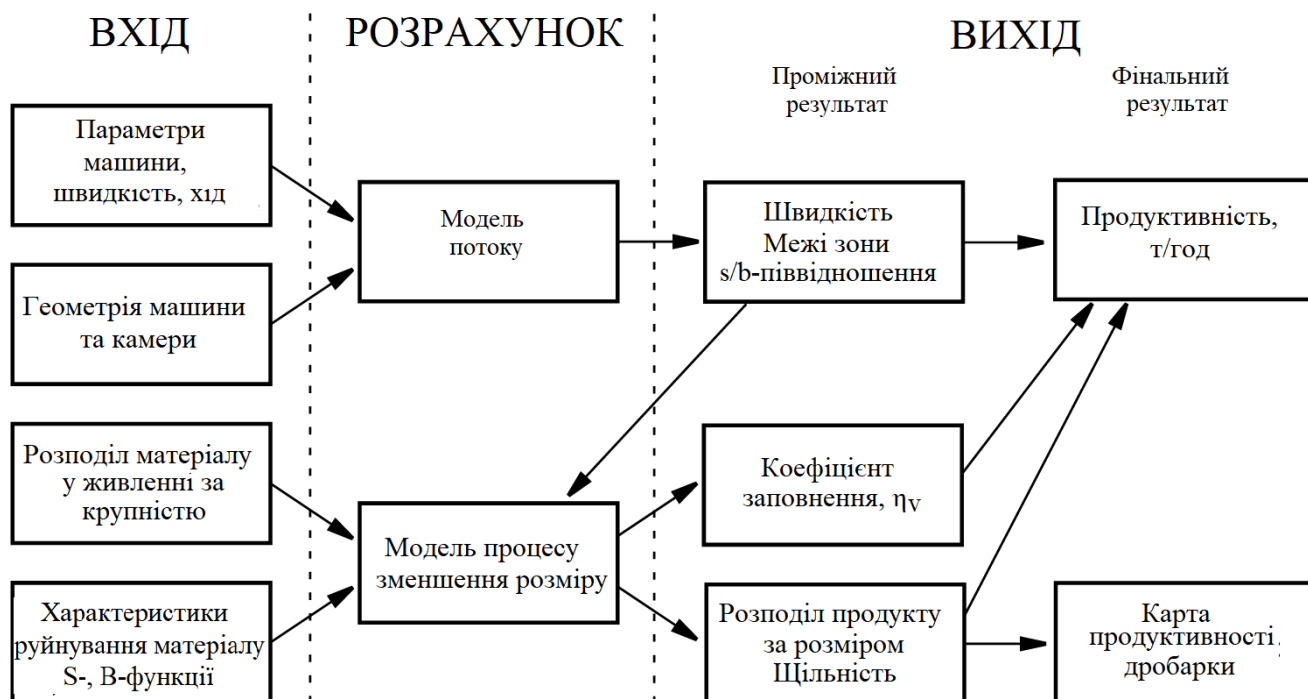 ВХІД
РОЗРАХУНОК
ВИХІД
Проміжний
результат
Фінальний
результат
Параметри
машини,
швидкість, хід
Геометрія машини
та камери
Розподіл матеріалу
у живленні за
крупністю
Характеристики
руйнування матеріалу
S-, B-функції
Модель
потоку
Модель процесу
зменшення розміру
Швидкість
Межі зони
s/b-піввідношення
Коефіцієнт
заповнення, ηV
Розподіл продукту
за розміром
Щільність
Продуктивність,
т/год
Карта
продуктивності
дробарки